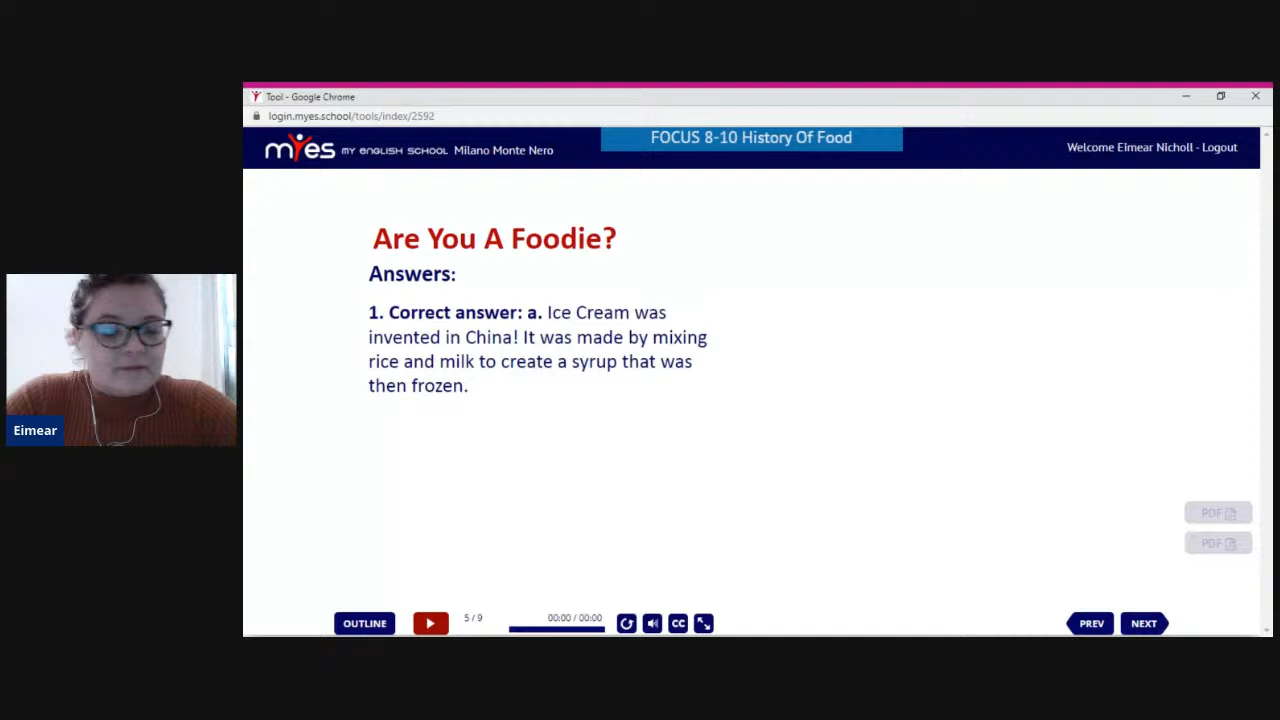 Tool - Google Chrome
login.myes.school/tools/index/2592
myes MY ENGLISH SCHOOL Milano Monte Nero
FOCUS 8-10 History Of Food
Welcome Eimear Nicholl - Logout
Are You A Foodie?
Answers:
1. Correct answer: a. Ice Cream was
invented in China! It was made by mixing
rice and milk to create a syrup that was
then frozen.
Eimear
PDF
PDF
OUTLINE
5 / 9
00:00 / 00:00
CC
PREV
NEXT